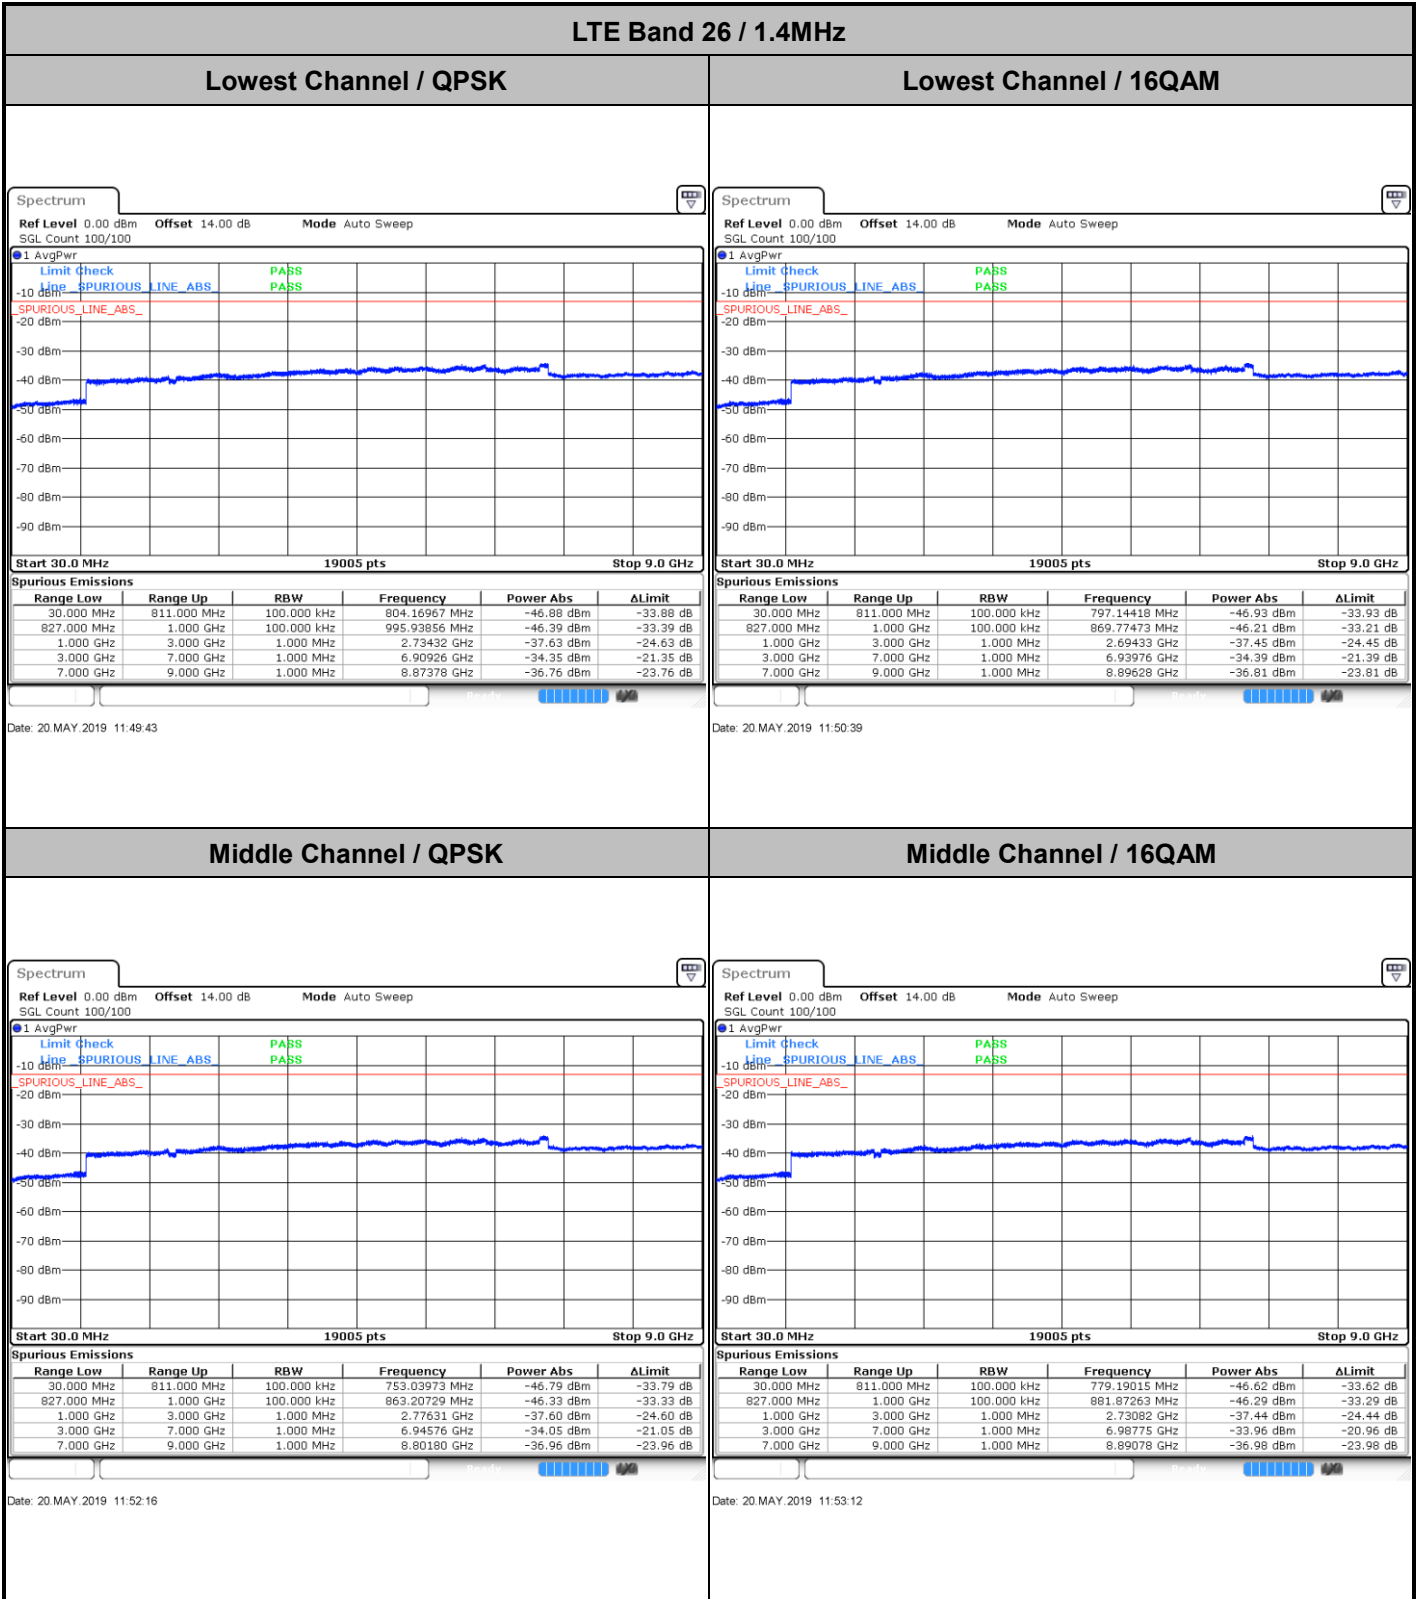 LTE Band 26 / 1.4MHz
Lowest Channel / QPSK
Lowest Channel / 16QAM
Spectrum
Ref Level 0.00 dBm Offset 14.00 dB Mode Auto Sweep
SGL Count 100/100
1 AvgPwr
Limit Check PASS
Line _SPURIOUS_LINE_ABS_ PASS
-10 dBm
_SPURIOUS_LINE_ABS_
-20 dBm
-30 dBm
-40 dBm
-50 dBm
-60 dBm
-70 dBm
-80 dBm
-90 dBm
Start 30.0 MHz 19005 pts Stop 9.0 GHz
Spurious Emissions
Range Low Range Up RBW Frequency Power Abs ΔLimit
30.000 MHz 811.000 MHz 100.000 kHz 804.16967 MHz -46.88 dBm -33.88 dB
827.000 MHz 1.000 GHz 100.000 kHz 995.93856 MHz -46.39 dBm -33.39 dB
1.000 GHz 3.000 GHz 1.000 MHz 2.73432 GHz -37.63 dBm -24.63 dB
3.000 GHz 7.000 GHz 1.000 MHz 6.90926 GHz -34.35 dBm -21.35 dB
7.000 GHz 9.000 GHz 1.000 MHz 8.87378 GHz -36.76 dBm -23.76 dB
Ready
Date: 20.MAY.2019 11:49:43
Spectrum
Ref Level 0.00 dBm Offset 14.00 dB Mode Auto Sweep
SGL Count 100/100
1 AvgPwr
Limit Check PASS
Line _SPURIOUS_LINE_ABS_ PASS
-10 dBm
_SPURIOUS_LINE_ABS_
-20 dBm
-30 dBm
-40 dBm
-50 dBm
-60 dBm
-70 dBm
-80 dBm
-90 dBm
Start 30.0 MHz 19005 pts Stop 9.0 GHz
Spurious Emissions
Range Low Range Up RBW Frequency Power Abs ΔLimit
30.000 MHz 811.000 MHz 100.000 kHz 797.14418 MHz -46.93 dBm -33.93 dB
827.000 MHz 1.000 GHz 100.000 kHz 869.77473 MHz -46.21 dBm -33.21 dB
1.000 GHz 3.000 GHz 1.000 MHz 2.69433 GHz -37.45 dBm -24.45 dB
3.000 GHz 7.000 GHz 1.000 MHz 6.93976 GHz -34.39 dBm -21.39 dB
7.000 GHz 9.000 GHz 1.000 MHz 8.89628 GHz -36.81 dBm -23.81 dB
Ready
Date: 20.MAY.2019 11:50:39
Middle Channel / QPSK
Middle Channel / 16QAM
Spectrum
Ref Level 0.00 dBm Offset 14.00 dB Mode Auto Sweep
SGL Count 100/100
1 AvgPwr
Limit Check PASS
Line _SPURIOUS_LINE_ABS_ PASS
-10 dBm
_SPURIOUS_LINE_ABS_
-20 dBm
-30 dBm
-40 dBm
-50 dBm
-60 dBm
-70 dBm
-80 dBm
-90 dBm
Start 30.0 MHz 19005 pts Stop 9.0 GHz
Spurious Emissions
Range Low Range Up RBW Frequency Power Abs ΔLimit
30.000 MHz 811.000 MHz 100.000 kHz 753.03973 MHz -46.79 dBm -33.79 dB
827.000 MHz 1.000 GHz 100.000 kHz 863.20729 MHz -46.33 dBm -33.33 dB
1.000 GHz 3.000 GHz 1.000 MHz 2.77631 GHz -37.60 dBm -24.60 dB
3.000 GHz 7.000 GHz 1.000 MHz 6.94576 GHz -34.05 dBm -21.05 dB
7.000 GHz 9.000 GHz 1.000 MHz 8.80180 GHz -36.96 dBm -23.96 dB
Ready
Date: 20.MAY.2019 11:52:16
Spectrum
Ref Level 0.00 dBm Offset 14.00 dB Mode Auto Sweep
SGL Count 100/100
1 AvgPwr
Limit Check PASS
Line _SPURIOUS_LINE_ABS_ PASS
-10 dBm
_SPURIOUS_LINE_ABS_
-20 dBm
-30 dBm
-40 dBm
-50 dBm
-60 dBm
-70 dBm
-80 dBm
-90 dBm
Start 30.0 MHz 19005 pts Stop 9.0 GHz
Spurious Emissions
Range Low Range Up RBW Frequency Power Abs ΔLimit
30.000 MHz 811.000 MHz 100.000 kHz 779.19015 MHz -46.62 dBm -33.62 dB
827.000 MHz 1.000 GHz 100.000 kHz 881.87263 MHz -46.29 dBm -33.29 dB
1.000 GHz 3.000 GHz 1.000 MHz 2.73082 GHz -37.44 dBm -24.44 dB
3.000 GHz 7.000 GHz 1.000 MHz 6.98775 GHz -33.96 dBm -20.96 dB
7.000 GHz 9.000 GHz 1.000 MHz 8.89078 GHz -36.98 dBm -23.98 dB
Ready
Date: 20.MAY.2019 11:53:12